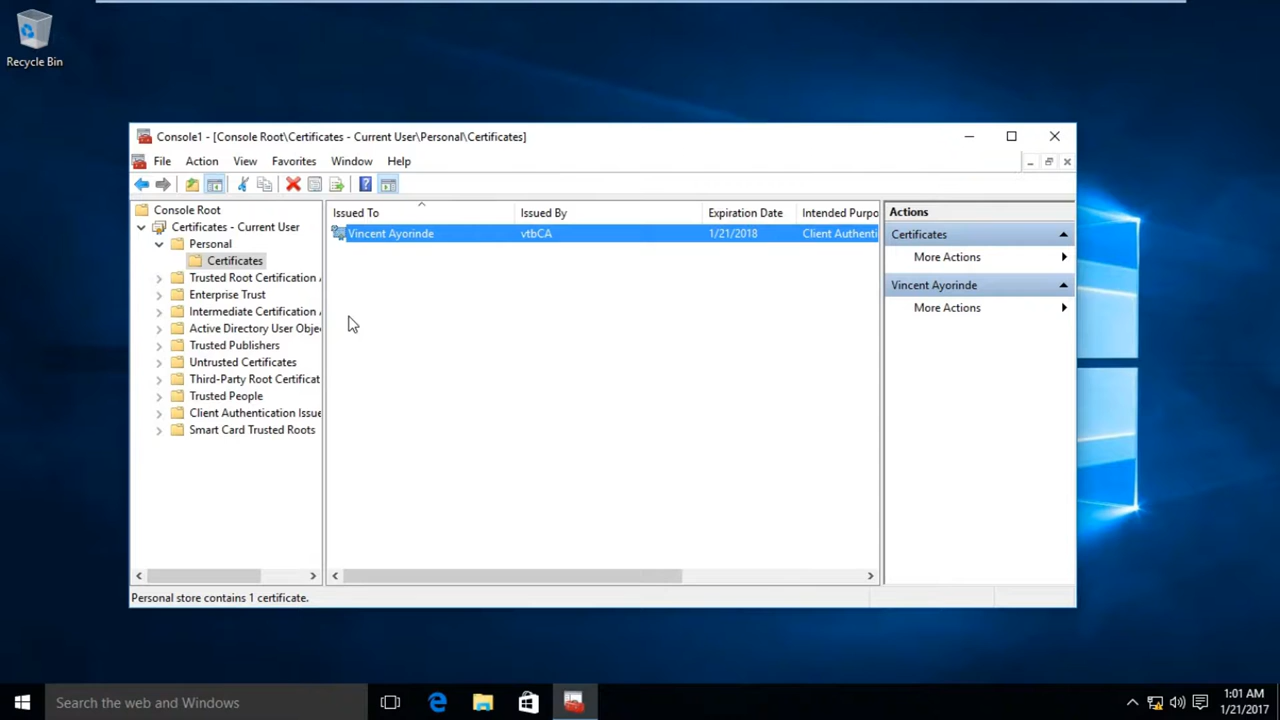 Recycle Bin
Console1 - [Console Root\Certificates - Current User\Personal\Certificates]
File Action View Favorites Window Help
Console Root
Certificates - Current User
Personal
Certificates
Trusted Root Certification
Enterprise Trust
Intermediate Certification
Active Directory User Obje
Trusted Publishers
Untrusted Certificates
Third-Party Root Certificat
Trusted People
Client Authentication Issue
Smart Card Trusted Roots
Issued To Issued By Expiration Date Intended Purpo
Vincent Ayorinde vtbCA 1/21/2018 Client Authenti
Actions
Certificates
More Actions
Vincent Ayorinde
More Actions
Personal store contains 1 certificate.
Search the web and Windows
1:01 AM
1/21/2017